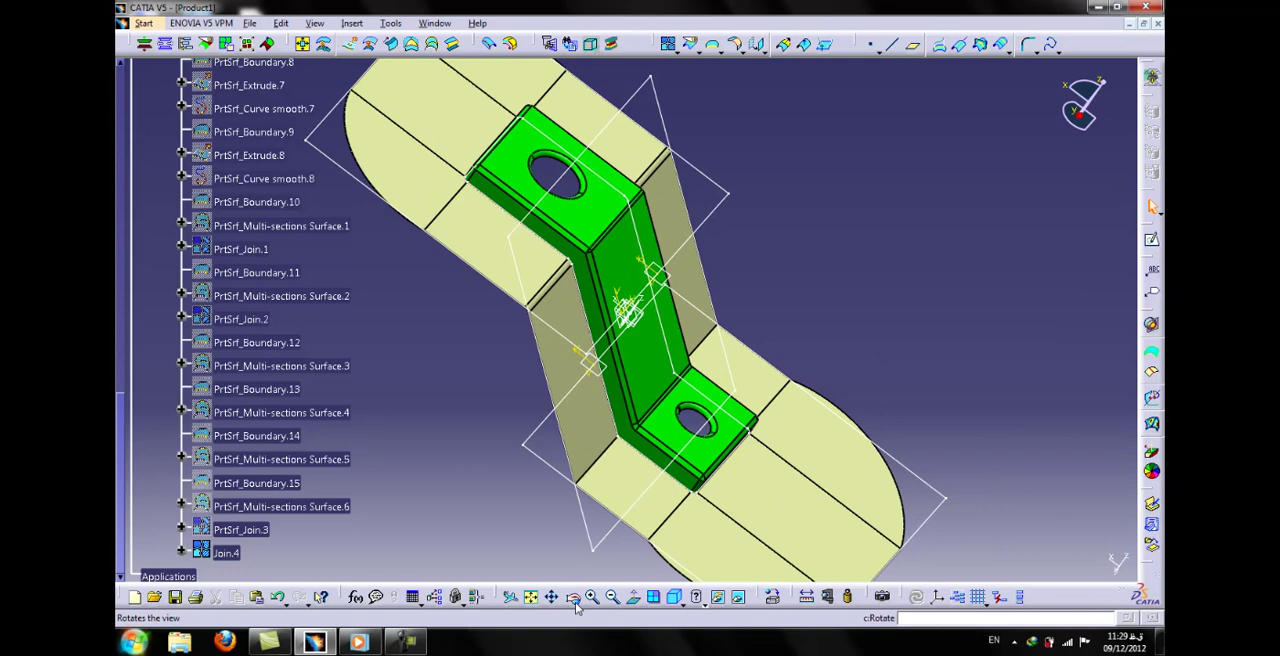 CATIA V5 - [Product1]
Start ENOVIA V5 VPM File Edit View Insert Tools Window Help
PrtSrf_Boundary.8
PrtSrf_Extrude.7
PrtSrf_Curve smooth.7
PrtSrf_Boundary.9
PrtSrf_Extrude.8
PrtSrf_Curve smooth.8
PrtSrf_Boundary.10
PrtSrf_Multi-sections Surface.1
PrtSrf_Join.1
PrtSrf_Boundary.11
PrtSrf_Multi-sections Surface.2
PrtSrf_Join.2
PrtSrf_Boundary.12
PrtSrf_Multi-sections Surface.3
PrtSrf_Boundary.13
PrtSrf_Multi-sections Surface.4
PrtSrf_Boundary.14
PrtSrf_Multi-sections Surface.5
PrtSrf_Boundary.15
PrtSrf_Multi-sections Surface.6
PrtSrf_Join.3
Join.4
Applications
x z
y
f(x)
CATIA
Rotates the view c:Rotate
EN 11:29 ق.ظ
09/12/2012